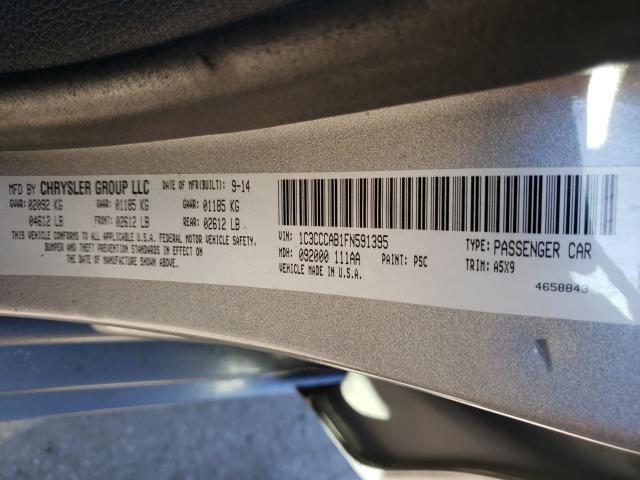 MFD BY CHRYSLER GROUP LLC DATE OF MFR(BUILT): 9-14
GVWR: 02092 KG GAWR: 01185 KG GAWR: 01185 KG
04612 LB FRONT: 02612 LB REAR: 02612 LB
THIS VEHICLE CONFORMS TO ALL APPLICABLE U.S.A. FEDERAL MOTOR VEHICLE SAFETY,
BUMPER AND THEFT PREVENTION STANDARDS IN EFFECT ON
THE DATE OF MANUFACTURE SHOWN ABOVE.
VIN: 1C3CCCAB1FN591395 TYPE: PASSENGER CAR
MDH: 092000 111AA PAINT: PSC TRIM: A5X9
VEHICLE MADE IN U.S.A.
4658843